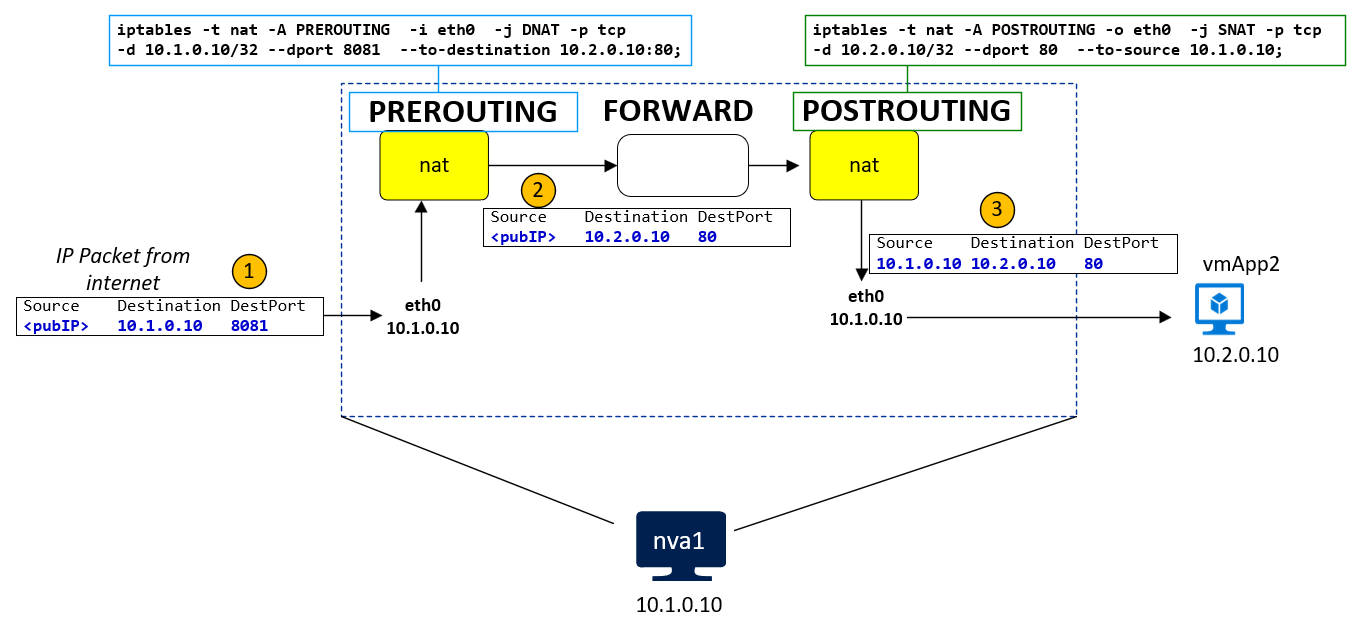 iptables -t nat -A PREROUTING  -i eth0  -j DNAT -p tcp
-d 10.1.0.10/32 --dport 8081  --to-destination 10.2.0.10:80;
iptables -t nat -A POSTROUTING -o eth0  -j SNAT -p tcp
-d 10.2.0.10/32 --dport 80  --to-source 10.1.0.10;
PREROUTING
FORWARD
POSTROUTING
nat
nat
2
Source    Destination DestPort
<pubIP>   10.2.0.10   80
3
Source    Destination DestPort
10.1.0.10 10.2.0.10   80
IP Packet from
internet
1
Source    Destination DestPort
<pubIP>   10.1.0.10   8081
eth0
10.1.0.10
eth0
10.1.0.10
vmApp2
10.2.0.10
nva1
10.1.0.10